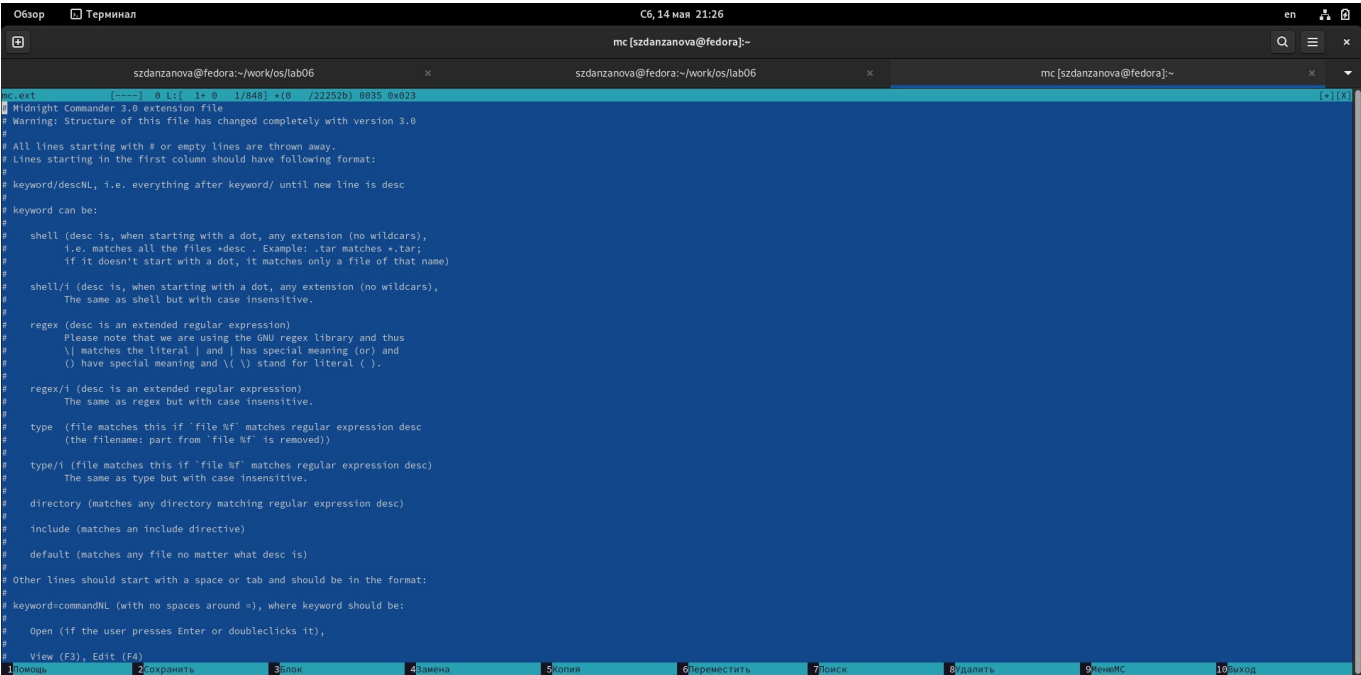 Обзор Терминал Сб, 14 мая 21:26 en
mc [szdanzanova@fedora]:~
szdanzanova@fedora:~/work/os/lab06 × szdanzanova@fedora:~/work/os/lab06 × mc [szdanzanova@fedora]:~ ×
mc.ext [----] 0 L:[ 1+ 0 1/848] *(0 /22252b) 0035 0x023 [*][X]
# Midnight Commander 3.0 extension file
# Warning: Structure of this file has changed completely with version 3.0
#
# All lines starting with # or empty lines are thrown away.
# Lines starting in the first column should have following format:
#
# keyword/descNL, i.e. everything after keyword/ until new line is desc
#
# keyword can be:
#
# shell (desc is, when starting with a dot, any extension (no wildcars),
# i.e. matches all the files *desc . Example: .tar matches *.tar;
# if it doesn't start with a dot, it matches only a file of that name)
#
# shell/i (desc is, when starting with a dot, any extension (no wildcars),
# The same as shell but with case insensitive.
#
# regex (desc is an extended regular expression)
# Please note that we are using the GNU regex library and thus
# \| matches the literal | and | has special meaning (or) and
# () have special meaning and \( \) stand for literal ( ).
#
# regex/i (desc is an extended regular expression)
# The same as regex but with case insensitive.
#
# type (file matches this if `file %f` matches regular expression desc
# (the filename: part from `file %f` is removed))
#
# type/i (file matches this if `file %f` matches regular expression desc)
# The same as type but with case insensitive.
#
# directory (matches any directory matching regular expression desc)
#
# include (matches an include directive)
#
# default (matches any file no matter what desc is)
#
# Other lines should start with a space or tab and should be in the format:
#
# keyword=commandNL (with no spaces around =), where keyword should be:
#
# Open (if the user presses Enter or doubleclicks it),
#
# View (F3), Edit (F4)
1Помощь 2Сохранить 3Блок 4Замена 5Копия 6Переместить 7Поиск 8Удалить 9МенюMC 10Выход